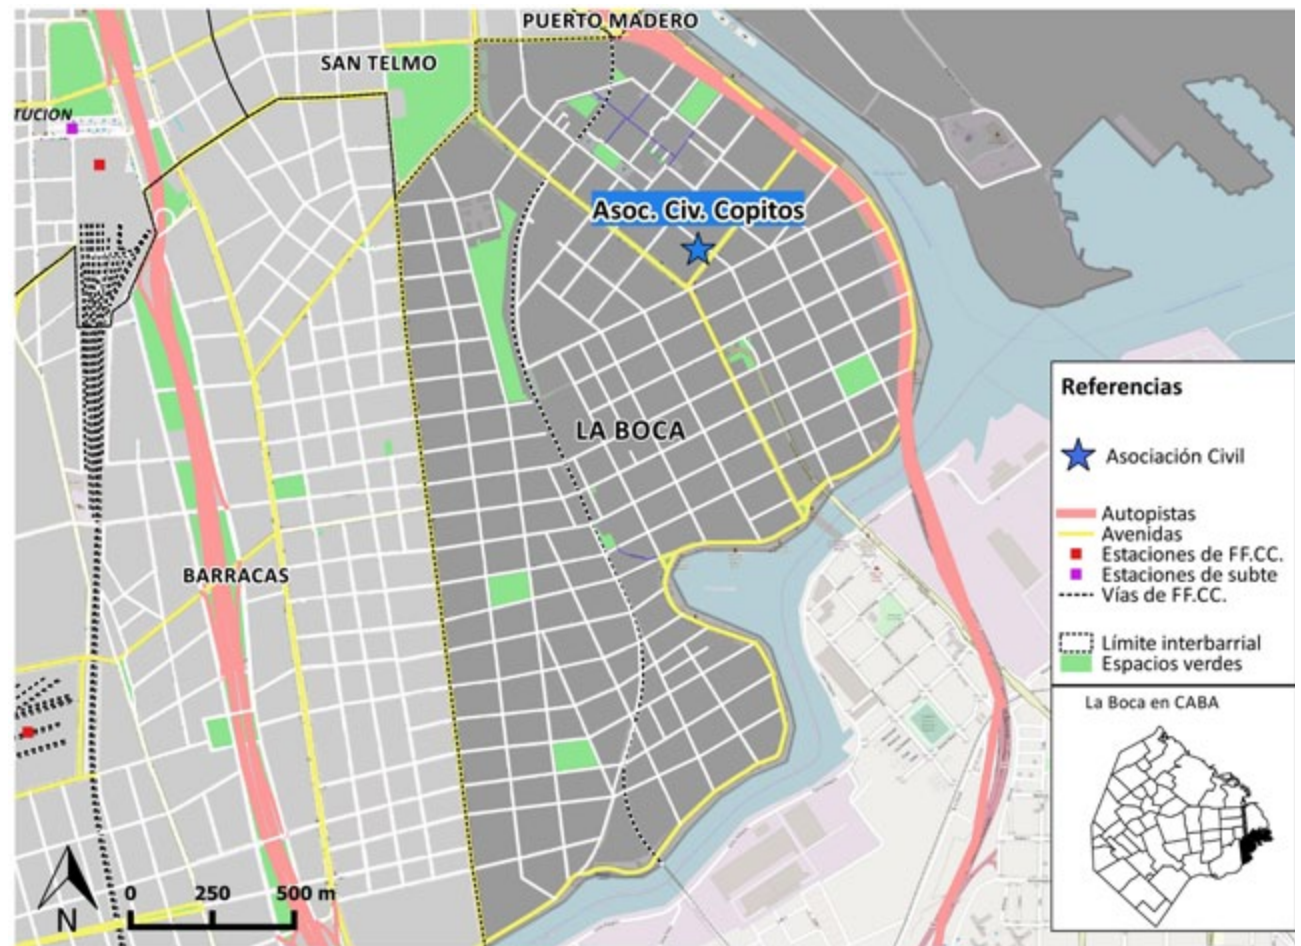 PUERTO MADERO
SAN TELMO
TUCION
Asoc. Civ. Copitos
LA BOCA
BARRACAS
Referencias
Asociación Civil
Autopistas
Avenidas
Estaciones de FF.CC.
Estaciones de subte
Vías de FF.CC.
Límite interbarrial
Espacios verdes
La Boca en CABA
N
0 250 500 m